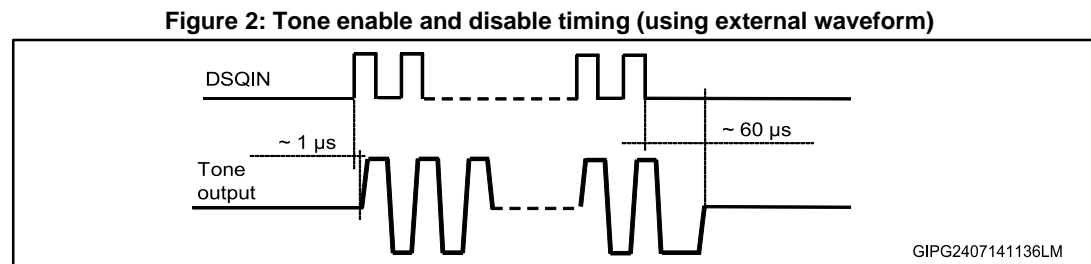 Figure 2: Tone enable and disable timing (using external waveform)
DSQIN
~ 1 µs
~ 60 µs
Tone
output
GIPG2407141136LM